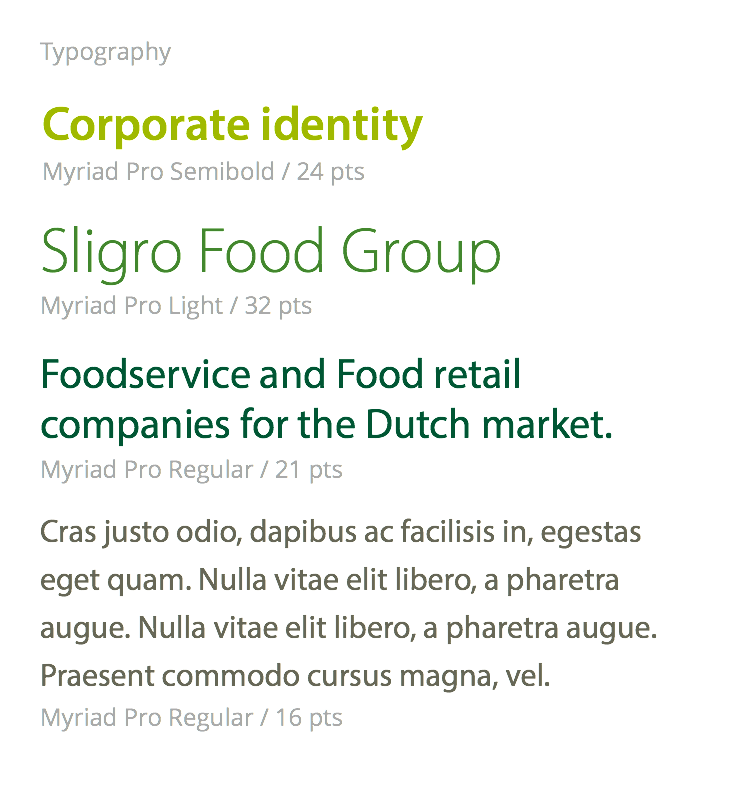 Typography
Corporate identity
Myriad Pro Semibold / 24 pts
Sligro Food Group
Myriad Pro Light / 32 pts
Foodservice and Food retail
companies for the Dutch market.
Myriad Pro Regular / 21 pts
Cras justo odio, dapibus ac facilisis in, egestas
eget quam. Nulla vitae elit libero, a pharetra
augue. Nulla vitae elit libero, a pharetra augue.
Praesent commodo cursus magna, vel.
Myriad Pro Regular / 16 pts